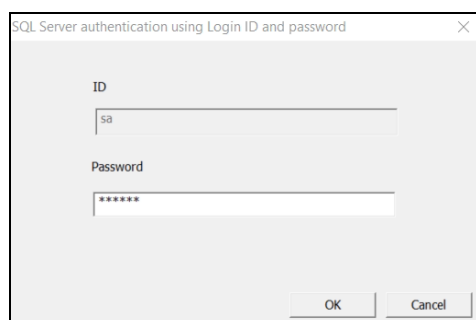 SQL Server authentication using Login ID and password
ID
sa
Password
******
OK Cancel